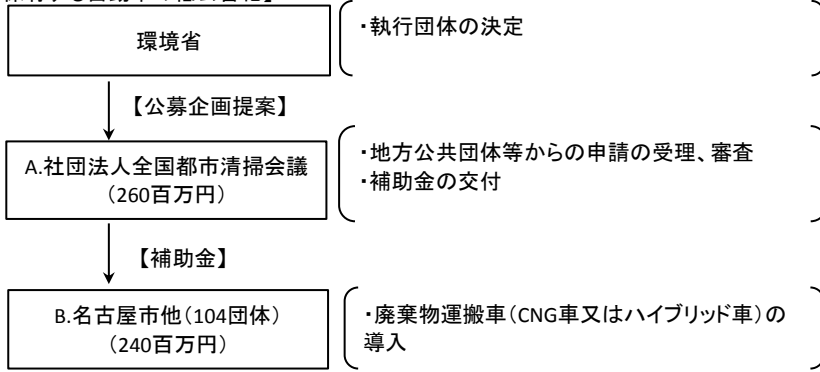 環境省
・執行団体の決定
【公募企画提案】
A.社団法人全国都市清掃会議
(260百万円)
・地方公共団体等からの申請の受理、審査
・補助金の交付
【補助金】
B.名古屋市他(104団体)
(240百万円)
・廃棄物運搬車(CNG車又はハイブリッド車)の
導入